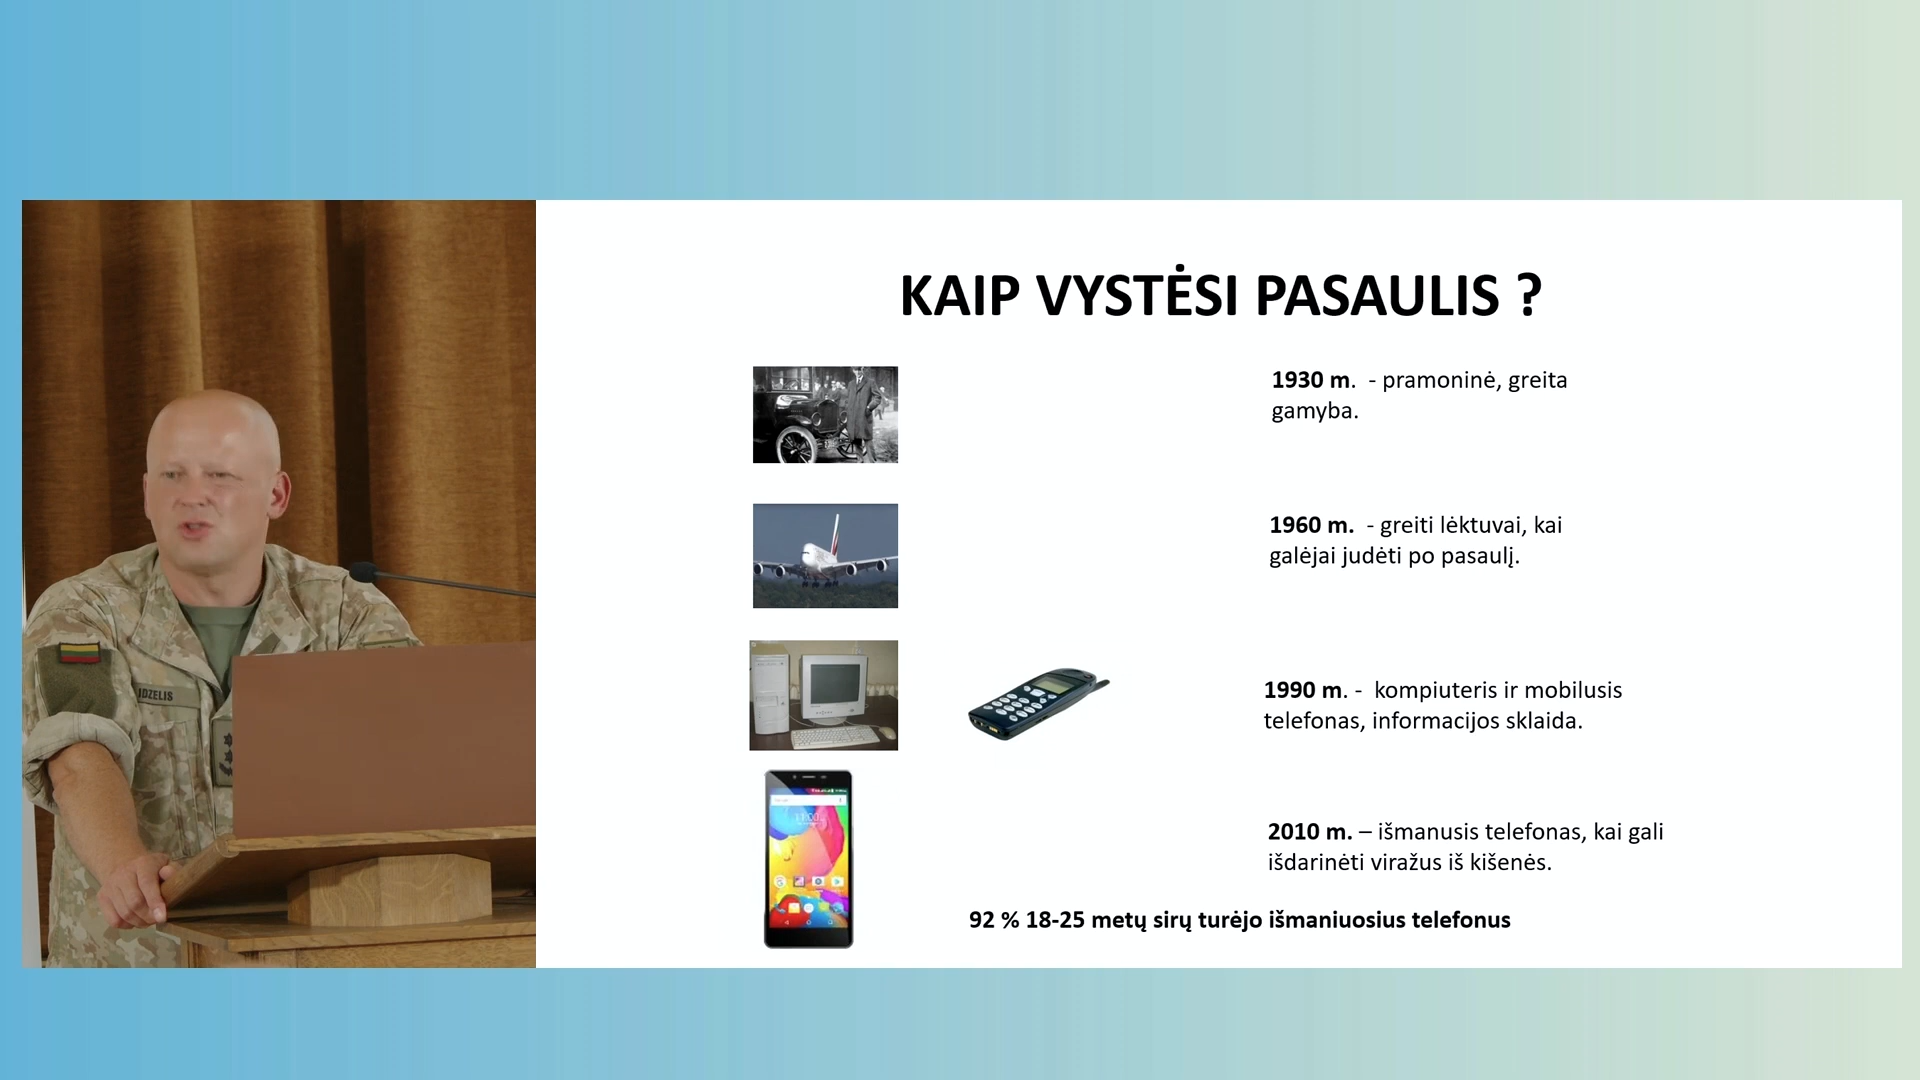 KAIP VYSTĖSI PASAULIS ?
1930 m.  - pramoninė, greita
gamyba.
1960 m.  - greiti lėktuvai, kai
galėjai judėti po pasaulį.
1990 m. -  kompiuteris ir mobilusis
telefonas, informacijos sklaida.
2010 m. – išmanusis telefonas, kai gali
išdarinėti viražus iš kišenės.
92 % 18-25 metų sirų turėjo išmaniuosius telefonus
IDZELIS